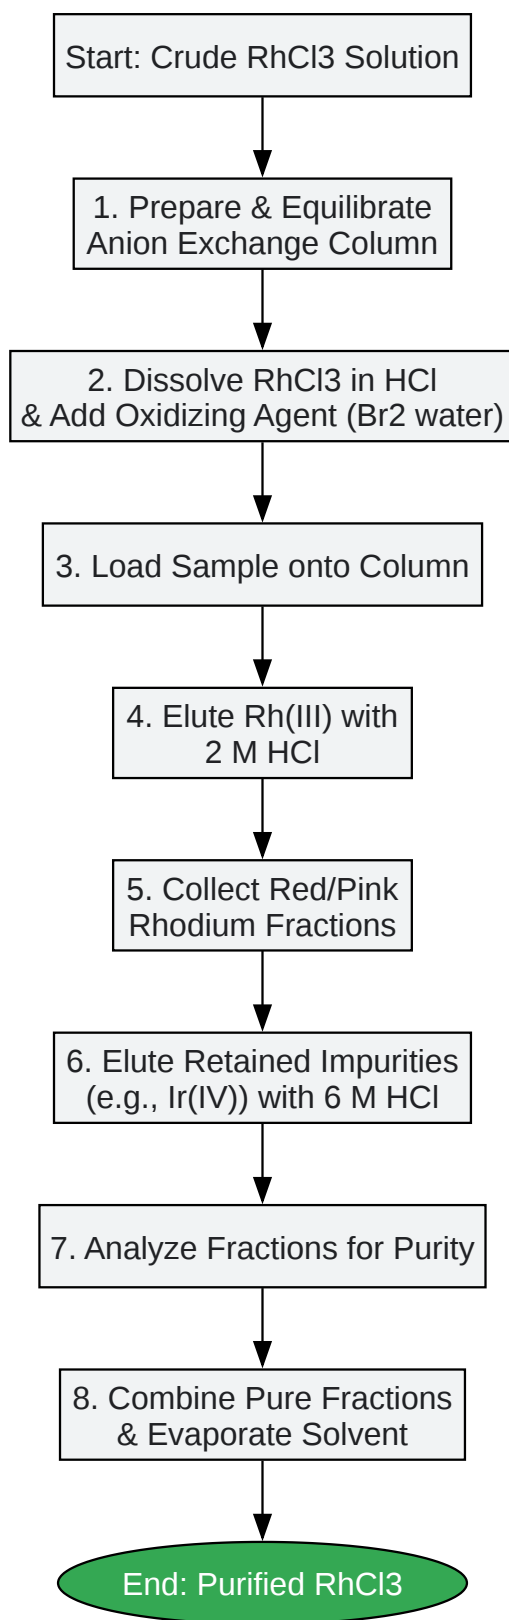 Start: Crude RhCl3 Solution
1. Prepare & Equilibrate
Anion Exchange Column
2. Dissolve RhCl3 in HCl
& Add Oxidizing Agent (Br2 water)
3. Load Sample onto Column
4. Elute Rh(III) with
2 M HCl
5. Collect Red/Pink
Rhodium Fractions
6. Elute Retained Impurities
(e.g., Ir(IV)) with 6 M HCl
7. Analyze Fractions for Purity
8. Combine Pure Fractions
& Evaporate Solvent
End: Purified RhCl3